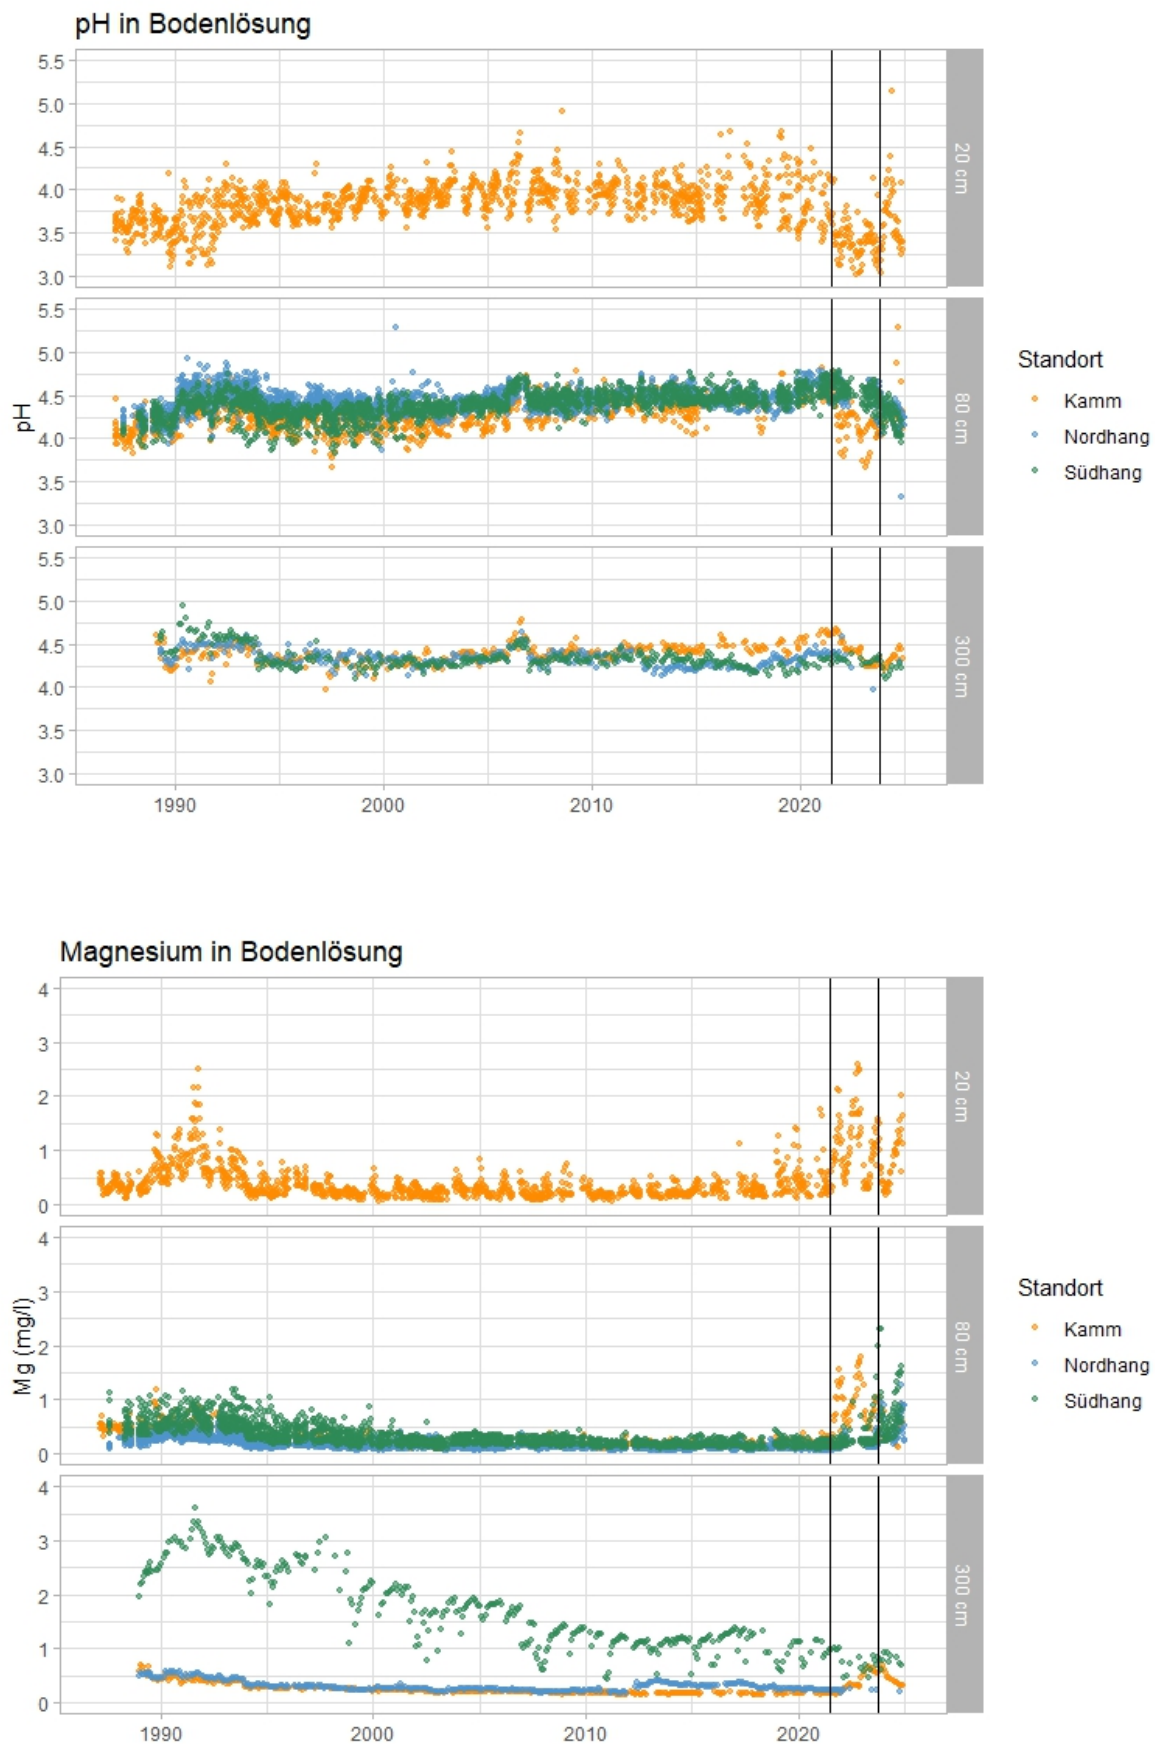 pH in Bodenlösung
5.5
5.0
4.5
4.0
3.5
3.0
20 cm
5.5
5.0
4.5
4.0
3.5
3.0
80 cm
pH
5.5
5.0
4.5
4.0
3.5
3.0
300 cm
1990 2000 2010 2020
Standort
Kamm
Nordhang
Südhang
Magnesium in Bodenlösung
4
3
2
1
0
20 cm
4
3
2
1
0
80 cm
Mg (mg/l)
4
3
2
1
0
300 cm
1990 2000 2010 2020
Standort
Kamm
Nordhang
Südhang